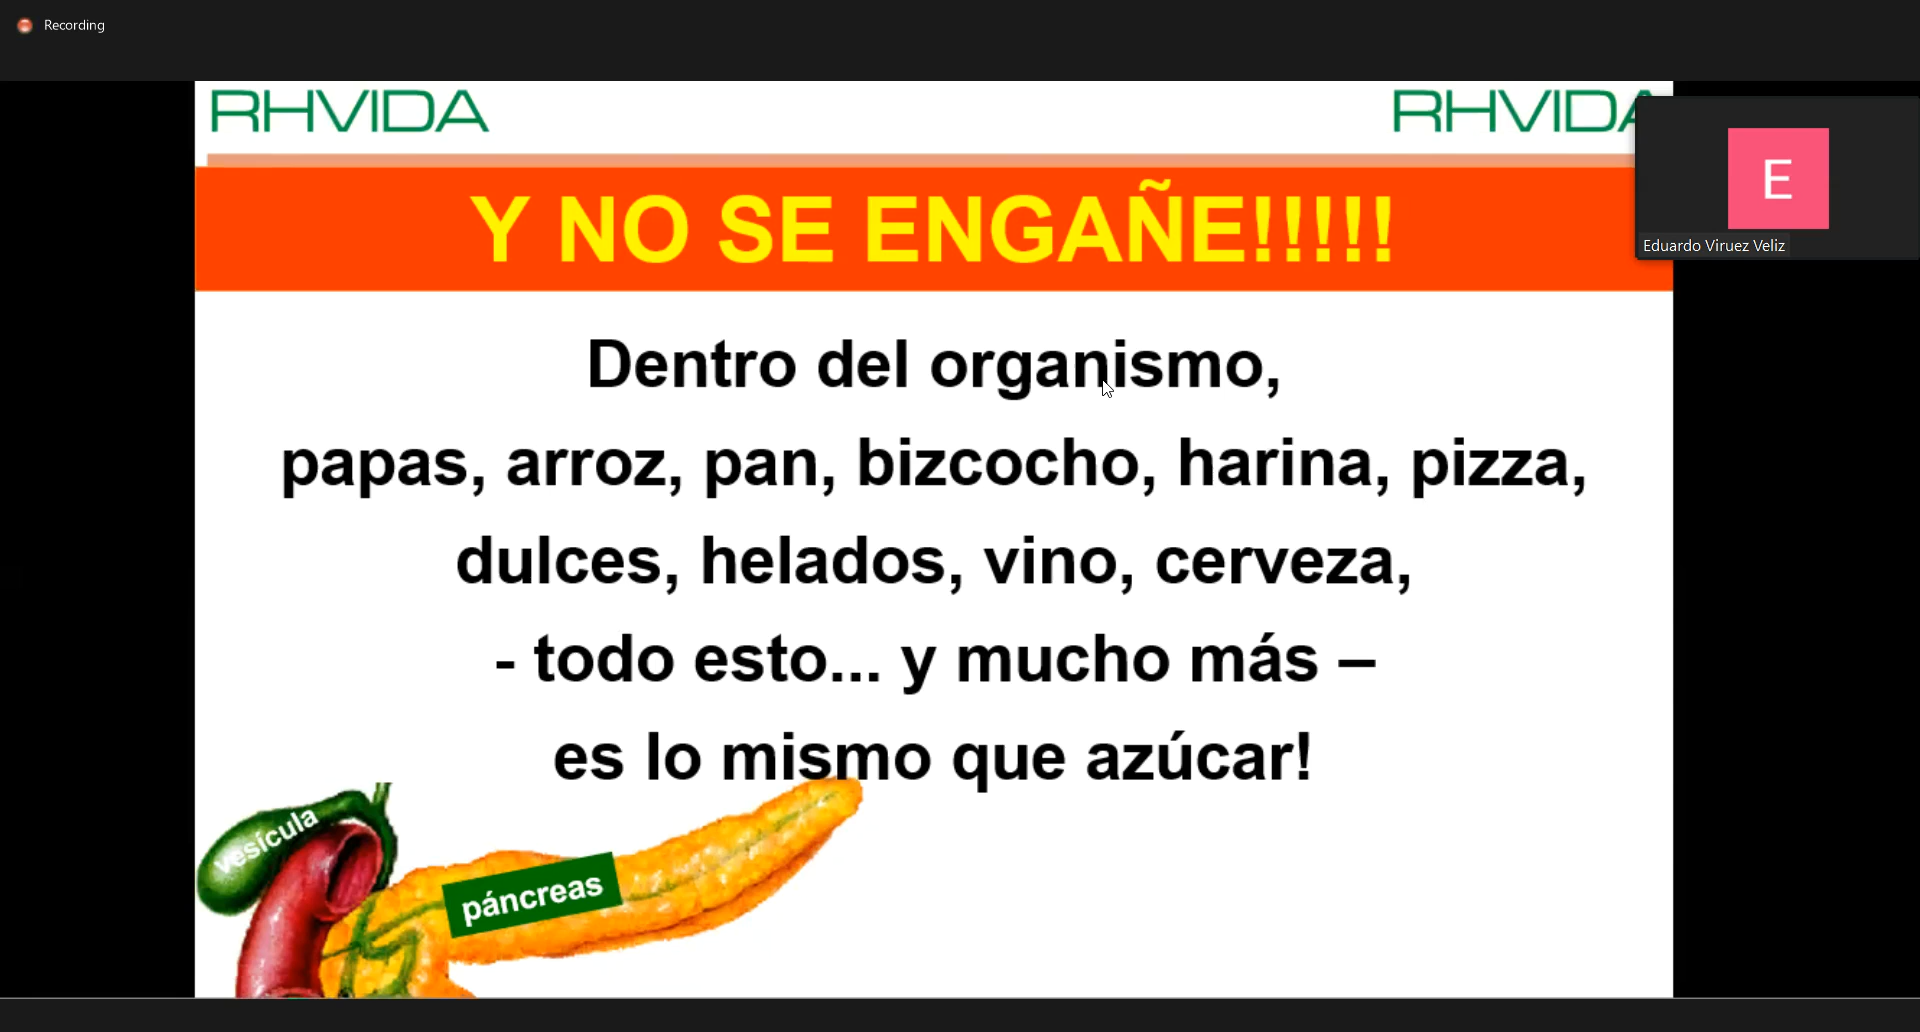 Recording
RHVIDA
RHVIDA
Eduardo Viruez Veliz
E
Y NO SE ENGAÑE!!!!!
Dentro del organismo,
papas, arroz, pan, bizcocho, harina, pizza,
dulces, helados, vino, cerveza,
- todo esto... y mucho más –
es lo mismo que azúcar!
vesícula
páncreas